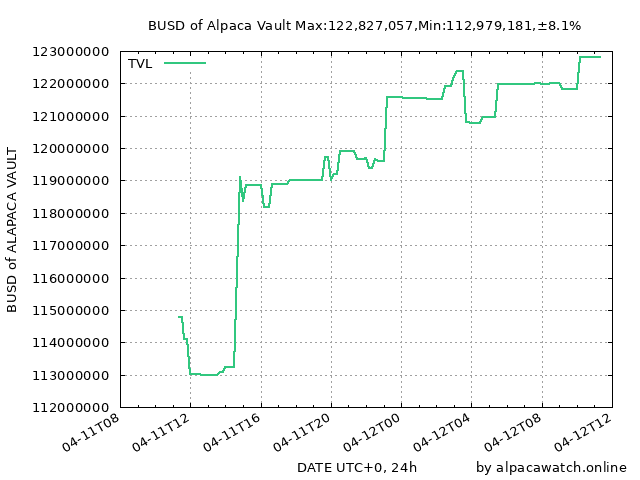 BUSD of Alpaca Vault Max:122,827,057,Min:112,979,181,±8.1%
TVL
123000000
122000000
121000000
120000000
119000000
118000000
117000000
116000000
115000000
114000000
113000000
112000000
BUSD of ALAPACA VAULT
04-11T08
04-11T12
04-11T16
04-11T20
04-12T00
04-12T04
04-12T08
04-12T12
DATE UTC+0, 24h
by alpacawatch.online